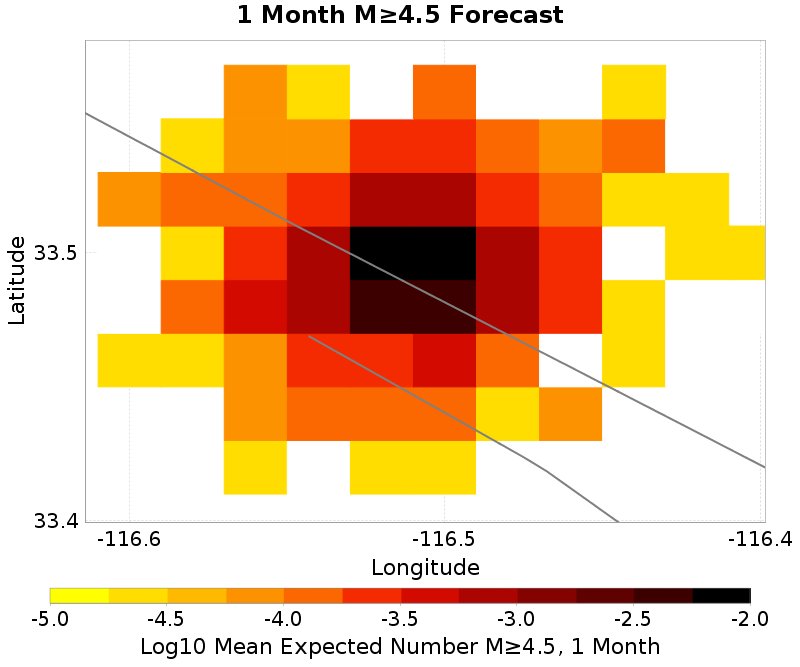 1 Month M≥4.5 Forecast
Latitude
33.5
33.4
-116.6 -116.5 -116.4
Longitude
-5.0 -4.5 -4.0 -3.5 -3.0 -2.5 -2.0
Log10 Mean Expected Number M≥4.5, 1 Month